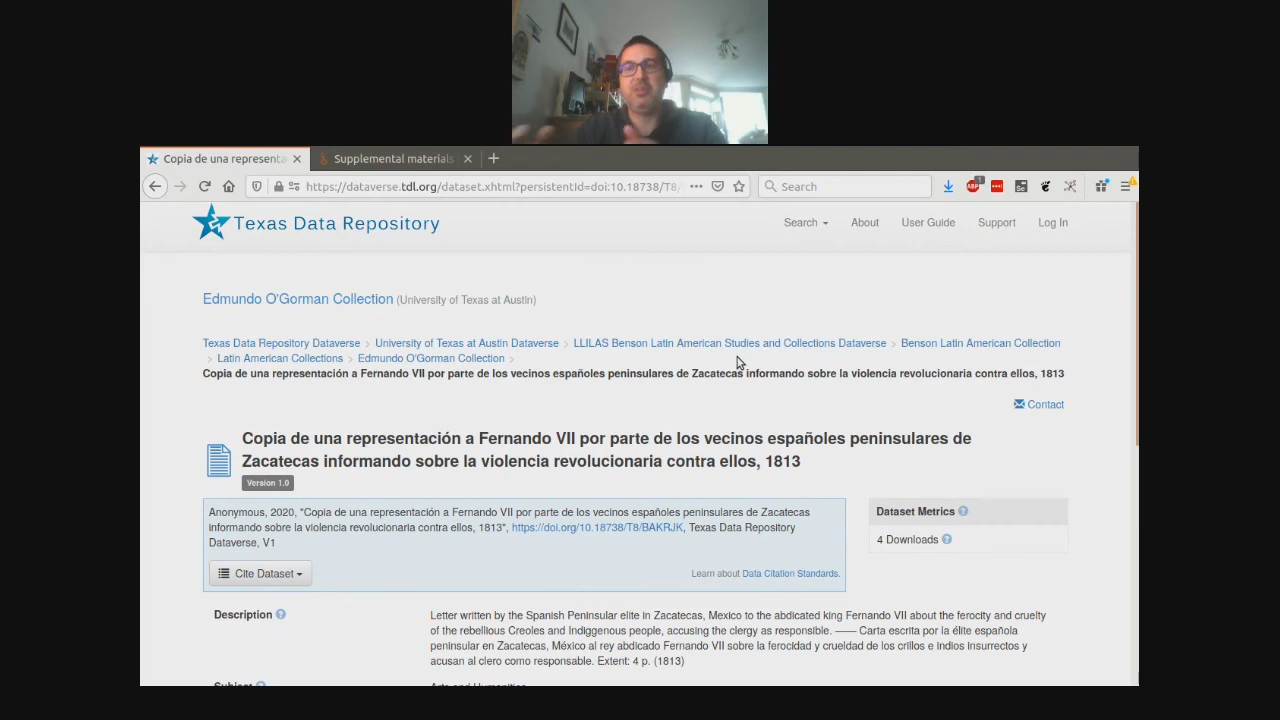 Copia de una representa
Supplemental materials
https://dataverse.tdl.org/dataset.xhtml?persistentId=doi:10.18738/T8/
Search
Texas Data Repository
Search
About
User Guide
Support
Log In
Edmundo O'Gorman Collection (University of Texas at Austin)
Texas Data Repository Dataverse > University of Texas at Austin Dataverse > LLILAS Benson Latin American Studies and Collections Dataverse > Benson Latin American Collection
> Latin American Collections > Edmundo O'Gorman Collection >
Copia de una representación a Fernando VII por parte de los vecinos españoles peninsulares de Zacatecas informando sobre la violencia revolucionaria contra ellos, 1813
Contact
Copia de una representación a Fernando VII por parte de los vecinos españoles peninsulares de
Zacatecas informando sobre la violencia revolucionaria contra ellos, 1813
Version 1.0
Anonymous, 2020, "Copia de una representación a Fernando VII por parte de los vecinos españoles peninsulares de Zacatecas
informando sobre la violencia revolucionaria contra ellos, 1813", https://doi.org/10.18738/T8/BAKRJK, Texas Data Repository
Dataverse, V1
Cite Dataset
Learn about Data Citation Standards.
Dataset Metrics
4 Downloads
Description
Letter written by the Spanish Peninsular elite in Zacatecas, Mexico to the abdicated king Fernando VII about the ferocity and cruelty
of the rebellious Creoles and Indiggenous people, accusing the clergy as responsible. —— Carta escrita por la élite española
peninsular en Zacatecas, México al rey abdicado Fernando VII sobre la ferocidad y crueldad de los crillos e indios insurrectos y
acusan al clero como responsable. Extent: 4 p. (1813)
Subject
Arts and Humanities